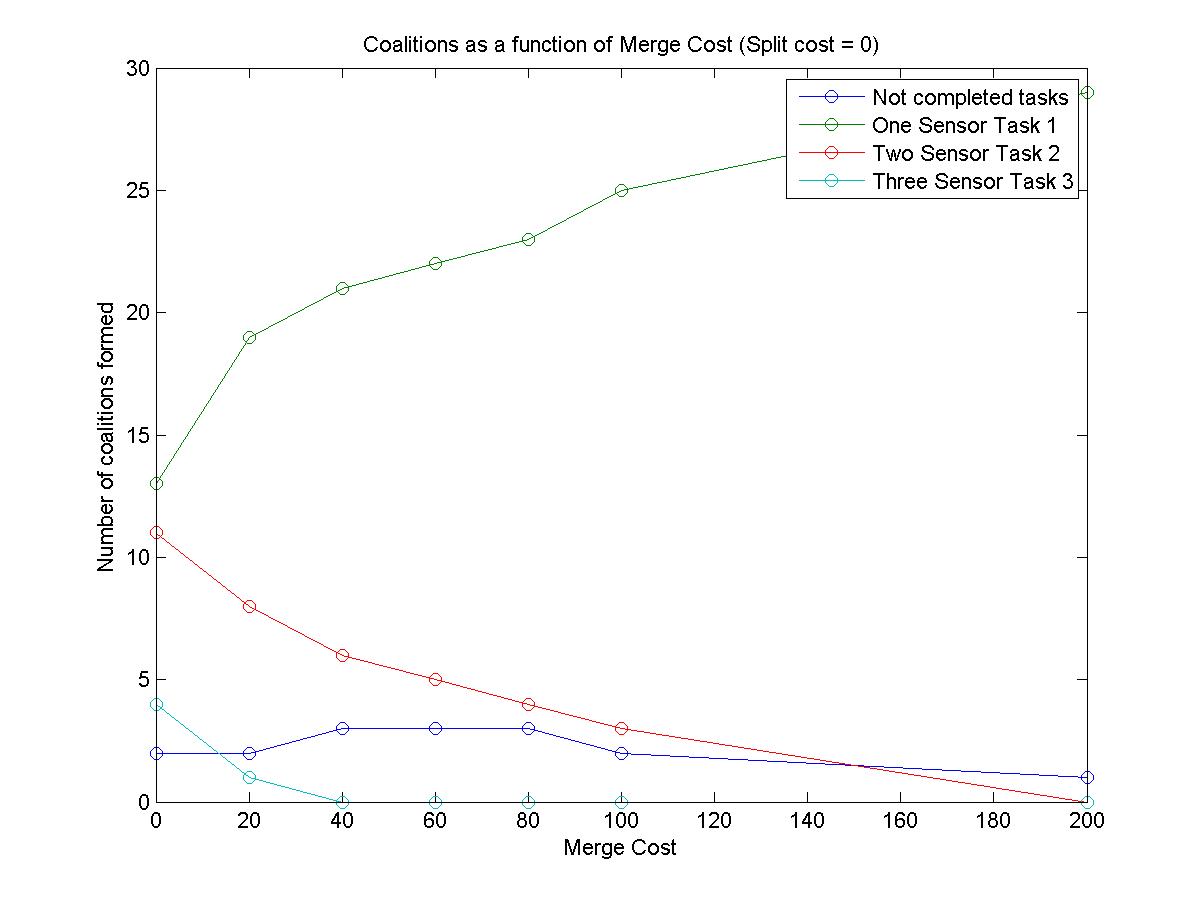 Coalitions as a function of Merge Cost (Split cost = 0)
30
25
20
15
10
5
0
Number of coalitions formed
Not completed tasks
One Sensor Task 1
Two Sensor Task 2
Three Sensor Task 3
0 20 40 60 80 100 120 140 160 180 200
Merge Cost